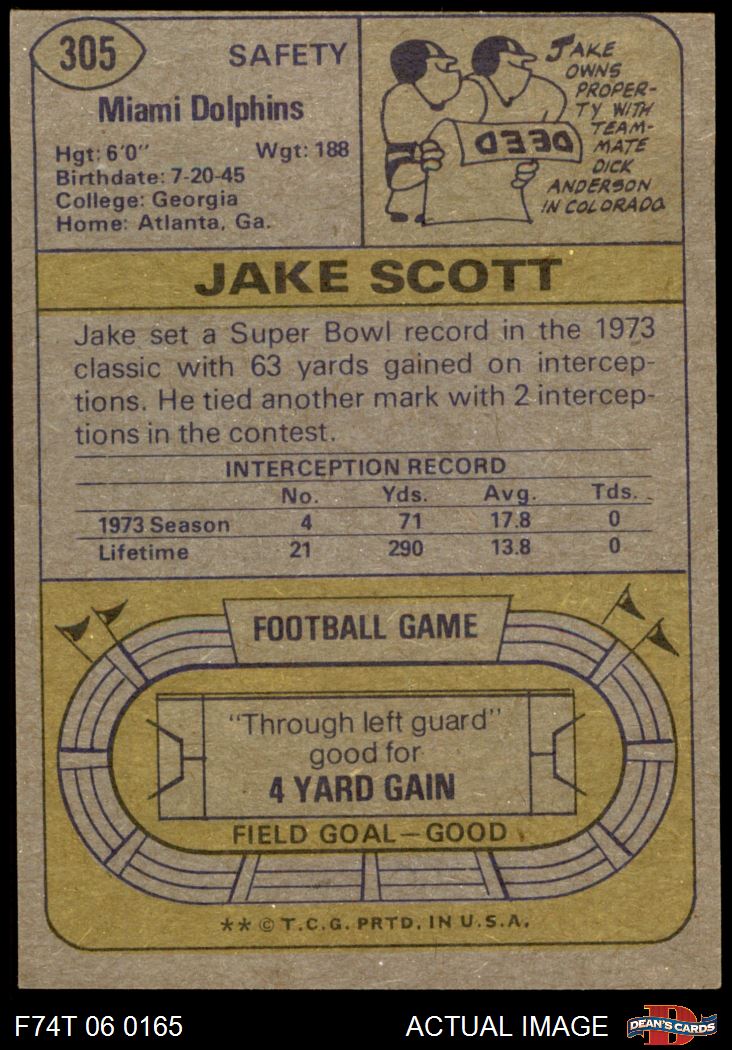 305
SAFETY
Miami Dolphins
Hgt: 6'0" Wgt: 188
Birthdate: 7-20-45
College: Georgia
Home: Atlanta, Ga.
JAKE
OWNS
PROPER-
TY WITH
TEAM-
MATE
DICK
ANDERSON
IN COLORADO
DEED
JAKE SCOTT
Jake set a Super Bowl record in the 1973
classic with 63 yards gained on intercep-
tions. He tied another mark with 2 intercep-
tions in the contest.
INTERCEPTION RECORD
No. Yds. Avg. Tds.
1973 Season 4 71 17.8 0
Lifetime 21 290 13.8 0
FOOTBALL GAME
"Through left guard"
good for
4 YARD GAIN
FIELD GOAL—GOOD
** © T.C.G. PRTD. IN U.S.A.
F74T 06 0165 ACTUAL IMAGE
D
DEAN'S CARDS